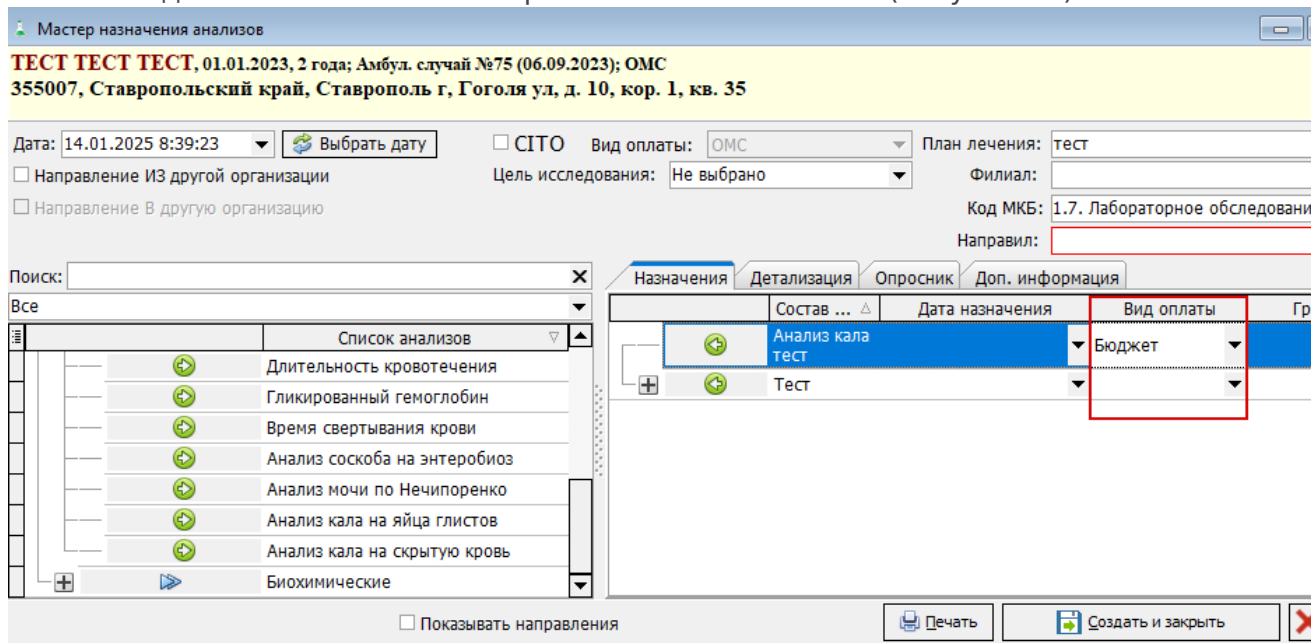 Мастер назначения анализов
ТЕСТ ТЕСТ ТЕСТ, 01.01.2023, 2 года; Амбул. случай №75 (06.09.2023); ОМС
355007, Ставропольский край, Ставрополь г, Гоголя ул, д. 10, кор. 1, кв. 35
Дата: 14.01.2025 8:39:23 Выбрать дату CITO Вид оплаты: ОМС План лечения: тест
Направление ИЗ другой организации Цель исследования: Не выбрано Филиал:
Направление В другую организацию Код МКБ: 1.7. Лабораторное обследовани
Направил:
Поиск: Назначения Детализация Опросник Доп. информация
Все
Состав ... Дата назначения Вид оплаты Гр
Список анализов
Анализ кала
тест
Бюджет
Тест
Длительность кровотечения
Гликированный гемоглобин
Время свертывания крови
Анализ соскоба на энтеробиоз
Анализ мочи по Нечипоренко
Анализ кала на яйца глистов
Анализ кала на скрытую кровь
Биохимические
Показывать направления Печать Создать и закрыть